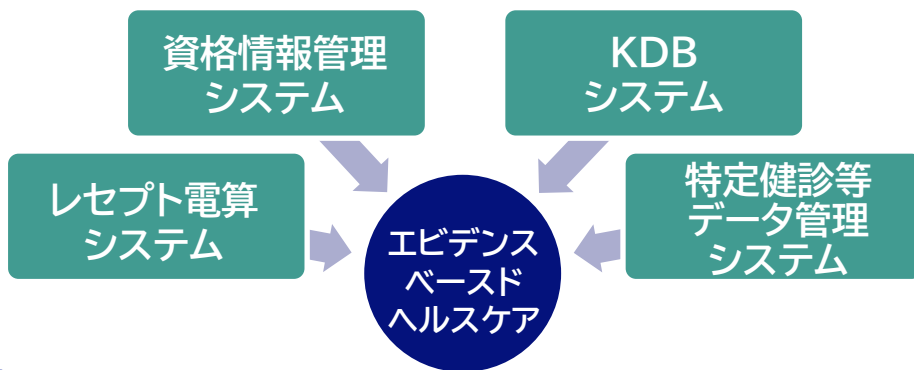 資格情報管理
システム
KDB
システム
レセプト電算
システム
エビデンス
ベースド
ヘルスケア
特定健診等
データ管理
システム